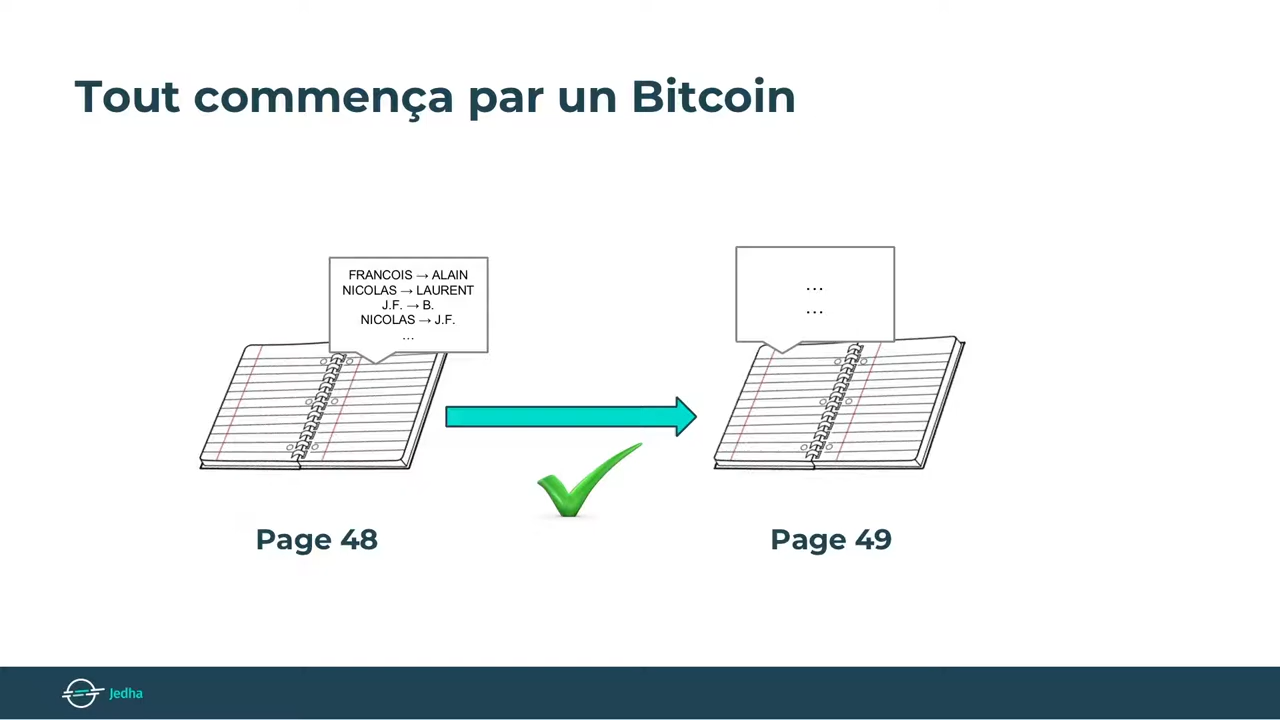 Tout commença par un Bitcoin
FRANCOIS → ALAIN
NICOLAS → LAURENT
J.F. → B.
NICOLAS → J.F.
…
…
…
Page 48
Page 49
Jedha